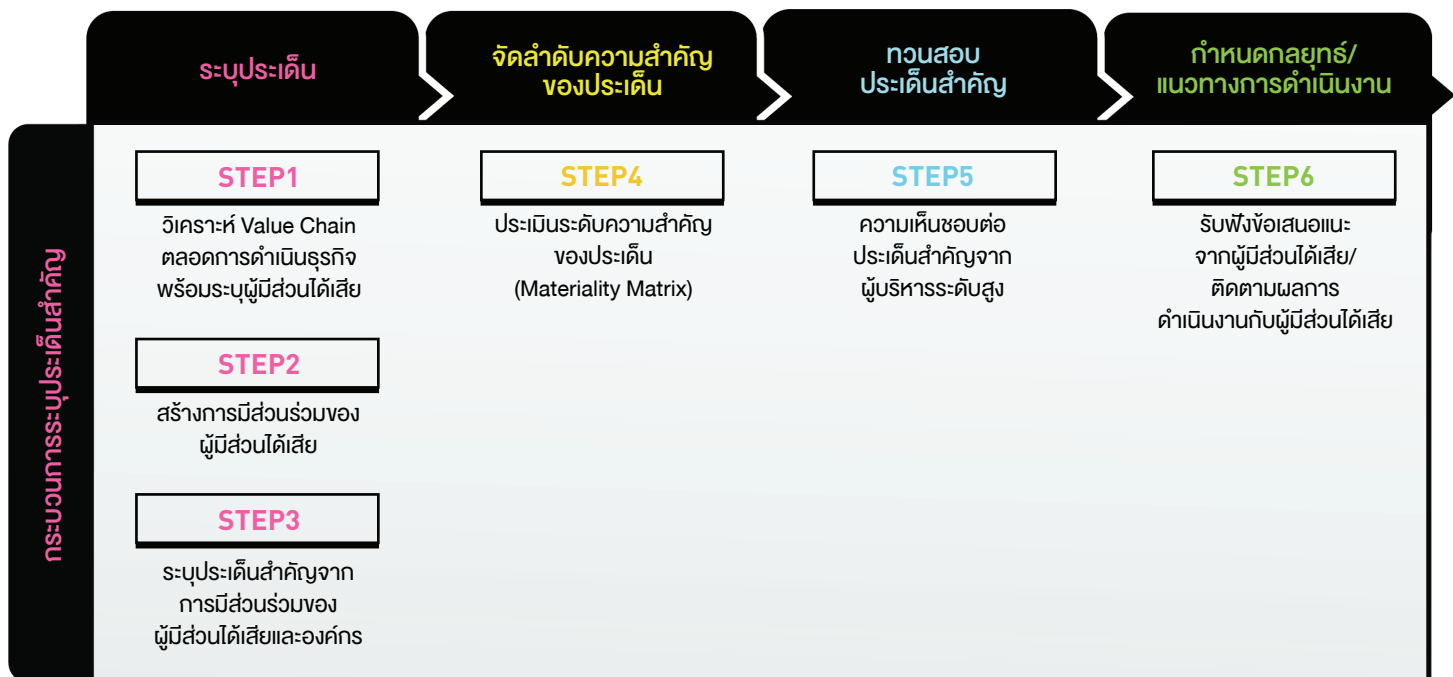 ระบุประเด็น
จัดลำดับความสำคัญ
ของประเด็น
ทวนสอบ
ประเด็นสำคัญ
กำหนดกลยุทธ์/
แนวทางการดำเนินงาน
กระบวนการระบุประเด็นสำคัญ
STEP1
วิเคราะห์ Value Chain
ตลอดการดำเนินธุรกิจ
พร้อมระบุผู้มีส่วนได้เสีย
STEP2
สร้างการมีส่วนร่วมของ
ผู้มีส่วนได้เสีย
STEP3
ระบุประเด็นสำคัญจาก
การมีส่วนร่วมของ
ผู้มีส่วนได้เสียและองค์กร
STEP4
ประเมินระดับความสำคัญ
ของประเด็น
(Materiality Matrix)
STEP5
ความเห็นชอบต่อ
ประเด็นสำคัญจาก
ผู้บริหารระดับสูง
STEP6
รับฟังข้อเสนอแนะ
จากผู้มีส่วนได้เสีย/
ติดตามผลการ
ดำเนินงานกับผู้มีส่วนได้เสีย